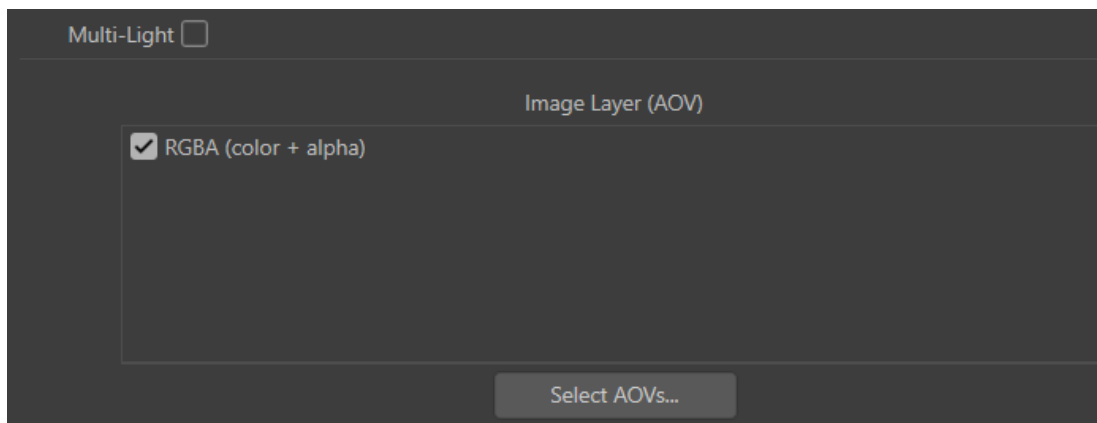 Multi-Light
Image Layer (AOV)
RGBA (color + alpha)
Select AOVs...